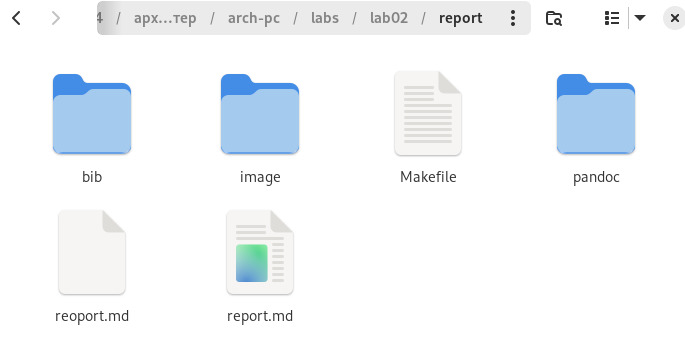 4 / арх...тер / arch-pc / labs / lab02 / report
bib image Makefile pandoc
reoport.md report.md